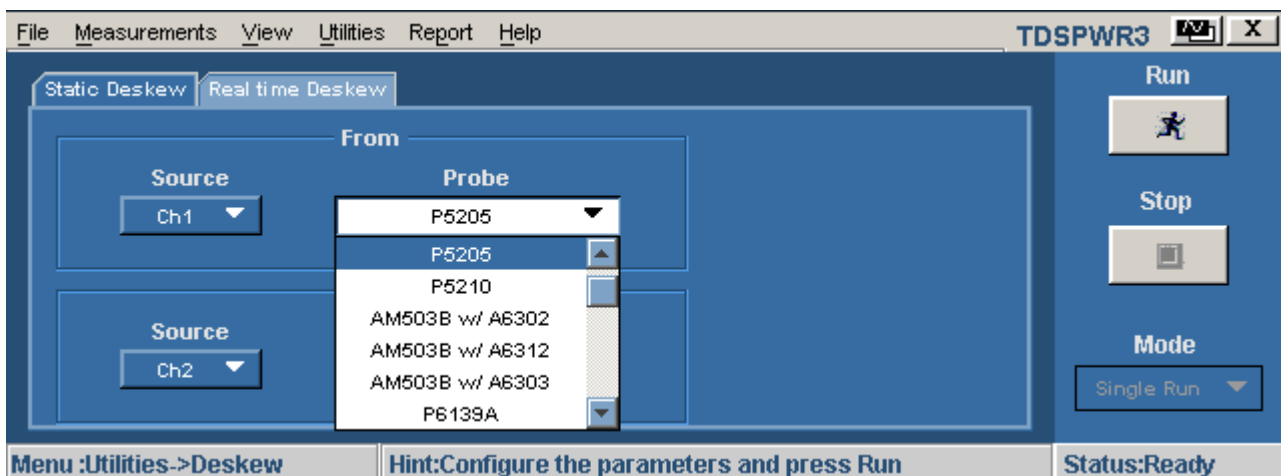 File Measurements View Utilities Report Help TDSPWR3 X
Static Deskew Real time Deskew
From
Source Probe
Ch1 P5205
P5205
P5210
AM503B w/ A6302
AM503B w/ A6312
AM503B w/ A6303
P6139A
Source
Ch2
Run
Stop
Mode
Single Run
Menu :Utilities->Deskew Hint:Configure the parameters and press Run Status:Ready